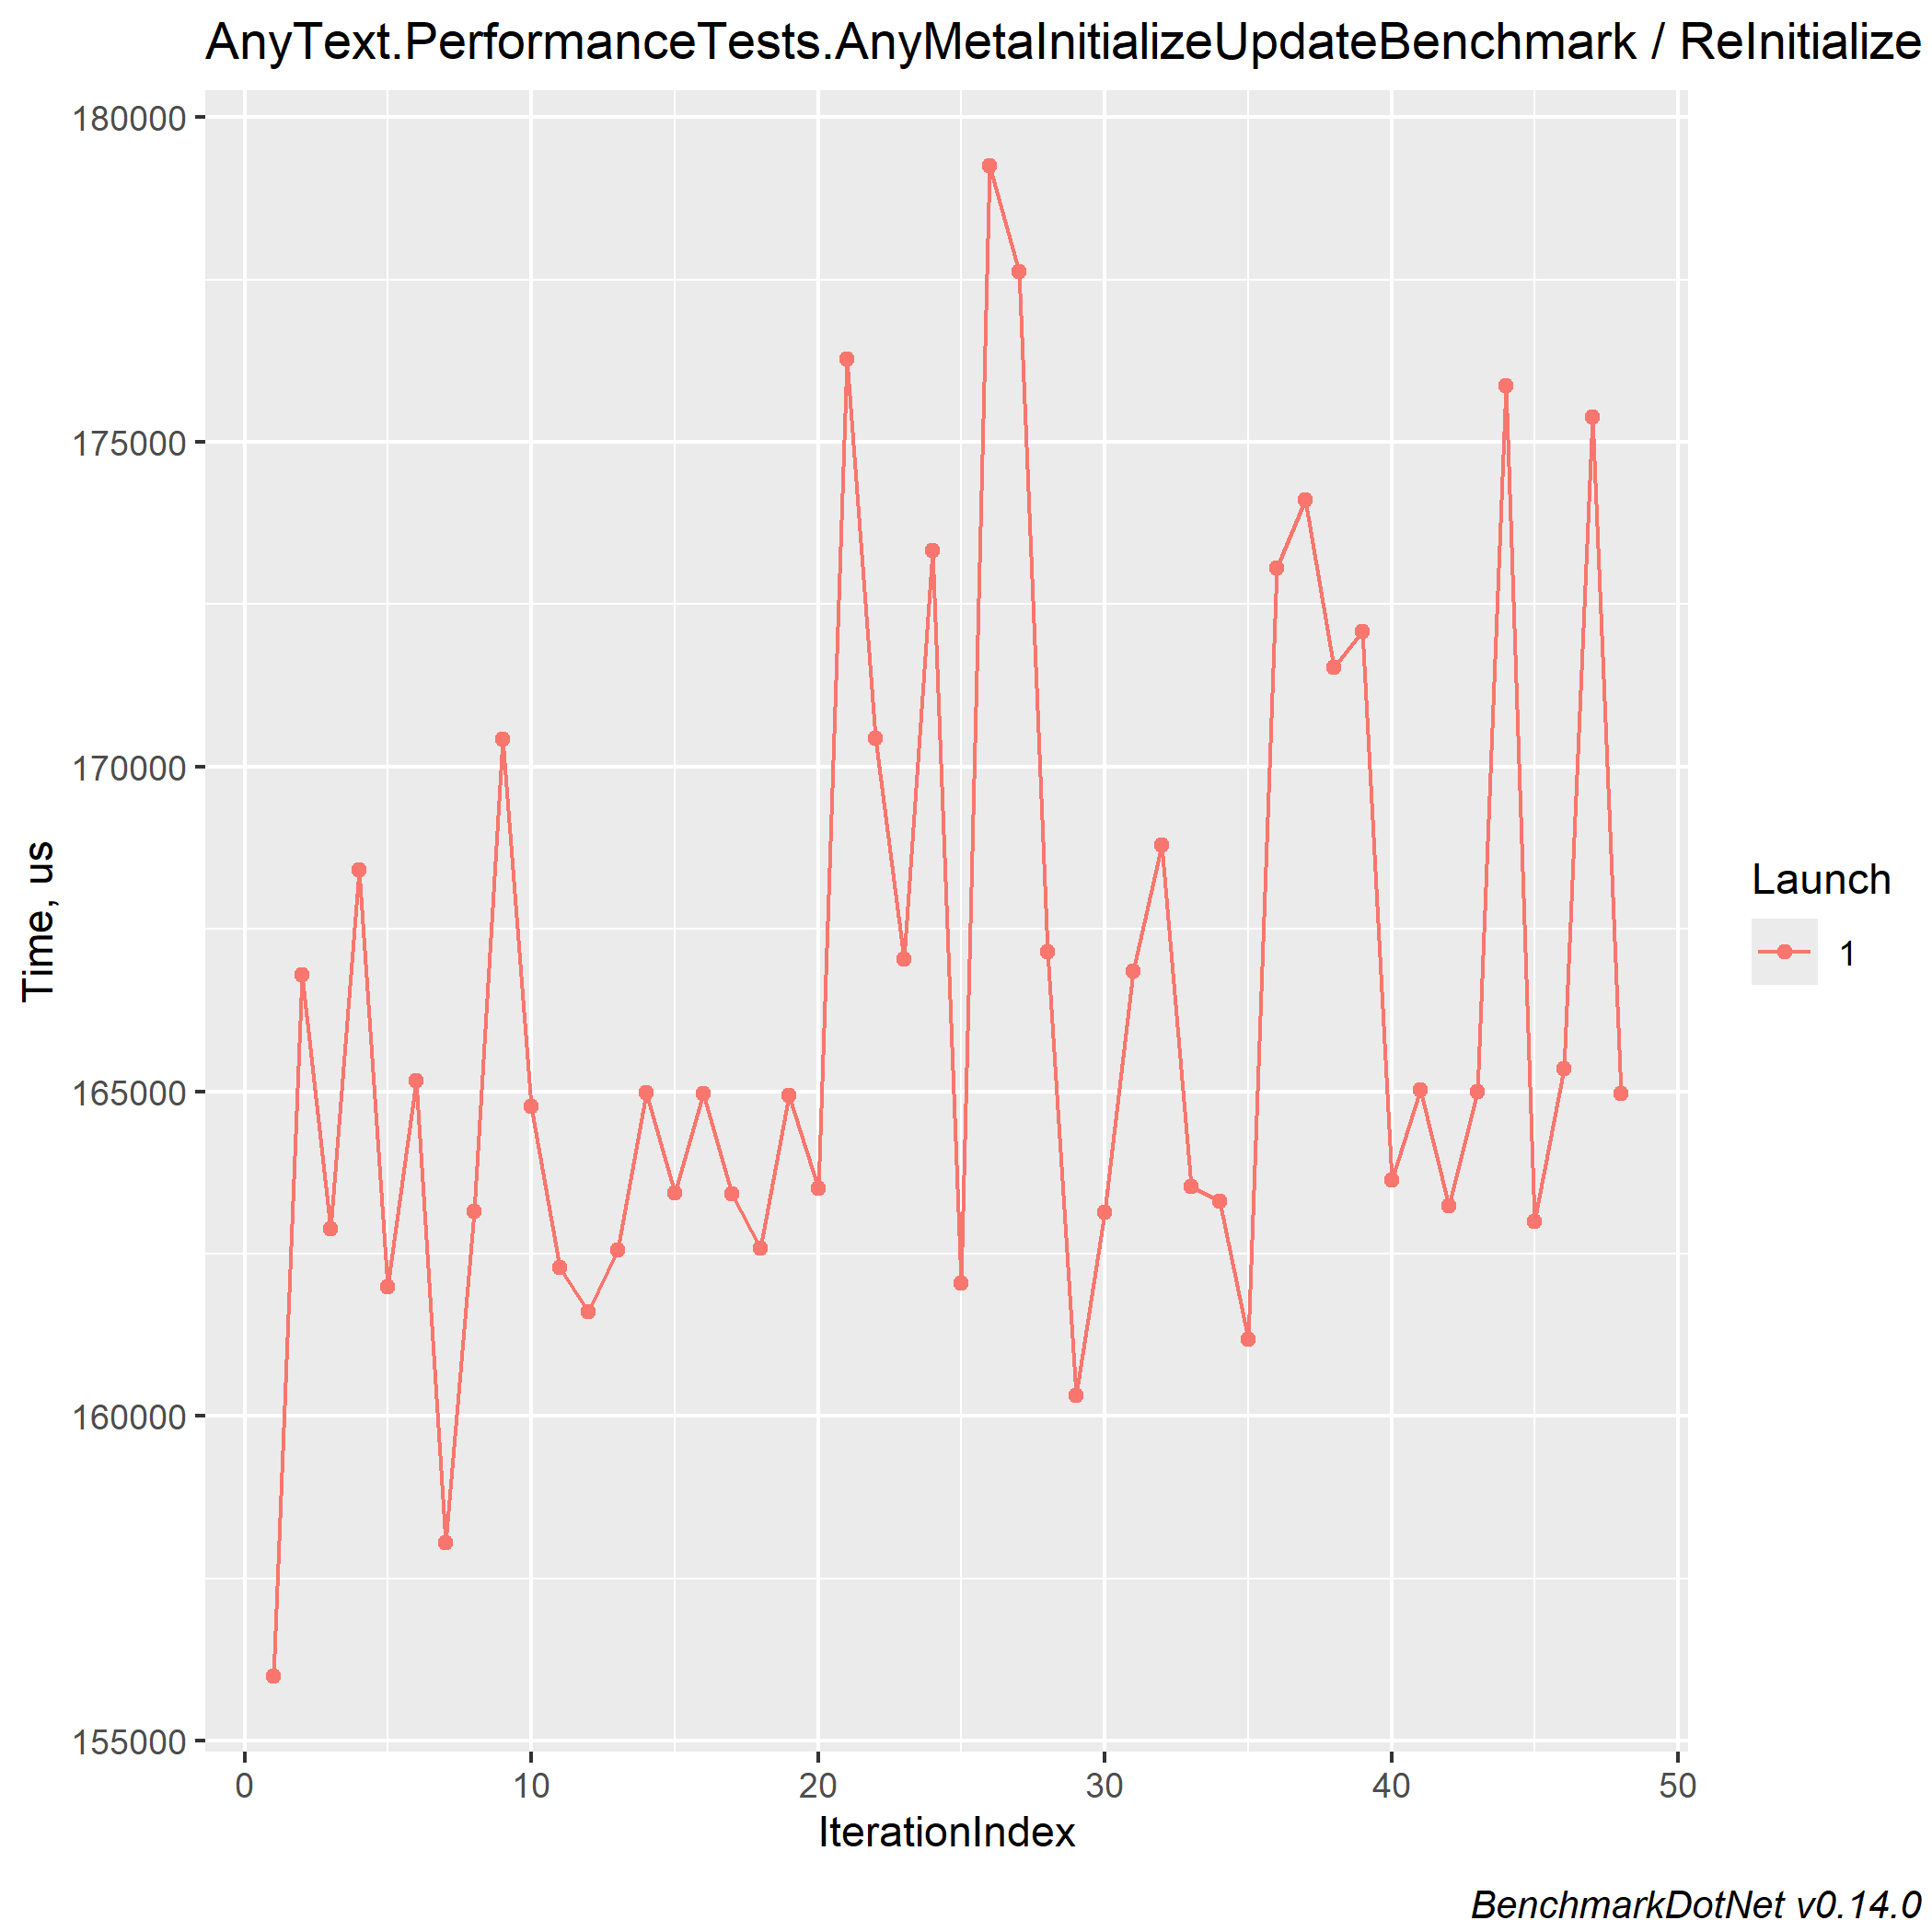 AnyText.PerformanceTests.AnyMetaInitializeUpdateBenchmark / ReInitialize
180000
175000
170000
165000
160000
155000
Time, us
0 10 20 30 40 50
IterationIndex
Launch
1
BenchmarkDotNet v0.14.0